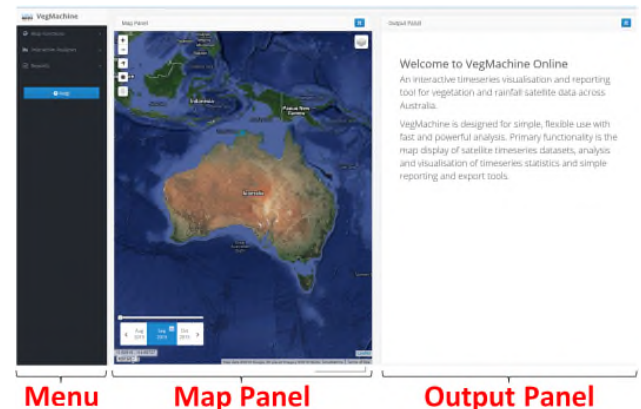 VegMachine
Map Functions
Interactive Analyses
Reports
Help
Map Panel
Indonesia
Papua New
Guinea
Australia
Aug
2015
Sep
2015
Oct
2015
Leaflet
Output Panel
Welcome to VegMachine Online
An interactive timeseries visualisation and reporting
tool for vegetation and rainfall satellite data across
Australia.
VegMachine is designed for simple, flexible use with
fast and powerful analysis. Primary functionality is the
map display of satellite timeseries datasets, analysis
and visualisation of timeseries statistics and simple
reporting and export tools.
Menu
Map Panel
Output Panel